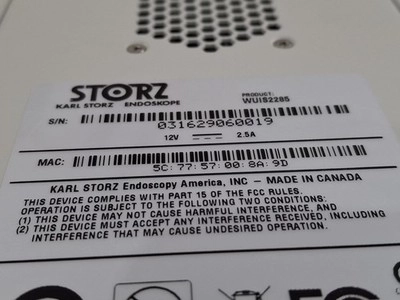 STORZ
KARL STORZ ENDOSKOPE
PRODUCT:
WUIS2285
S/N:
031629060019
12V 2.5A
MAC:
5C:77:57:00:8A:9D
KARL STORZ Endoscopy America, INC - MADE IN CANADA
THIS DEVICE COMPLIES WITH PART 15 OF THE FCC RULES.
OPERATION IS SUBJECT TO THE FOLLOWING TWO CONDITIONS:
(1) THIS DEVICE MAY NOT CAUSE HARMFUL INTERFERENCE, AND
(2) THIS DEVICE MUST ACCEPT ANY INTERFERENCE RECEIVED, INCLUDING
INTERFERENCE THAT MAY CAUSE UNDESIRED OPERATION.